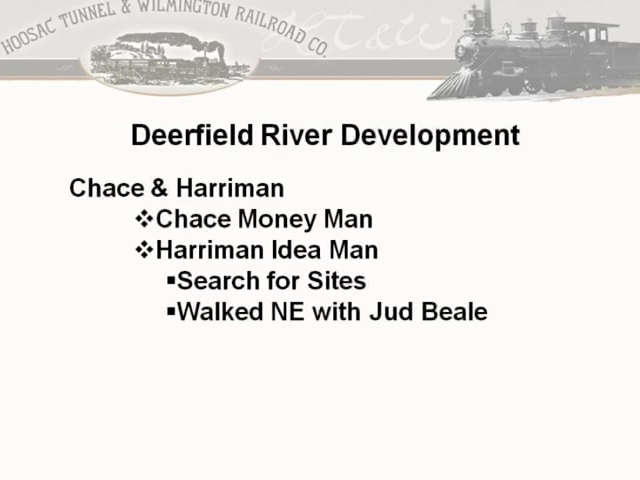 HOOSAC TUNNEL & WILMINGTON RAILROAD CO.
HT&W
Deerfield River Development
Chace & Harriman
❖Chace Money Man
❖Harriman Idea Man
▪Search for Sites
▪Walked NE with Jud Beale